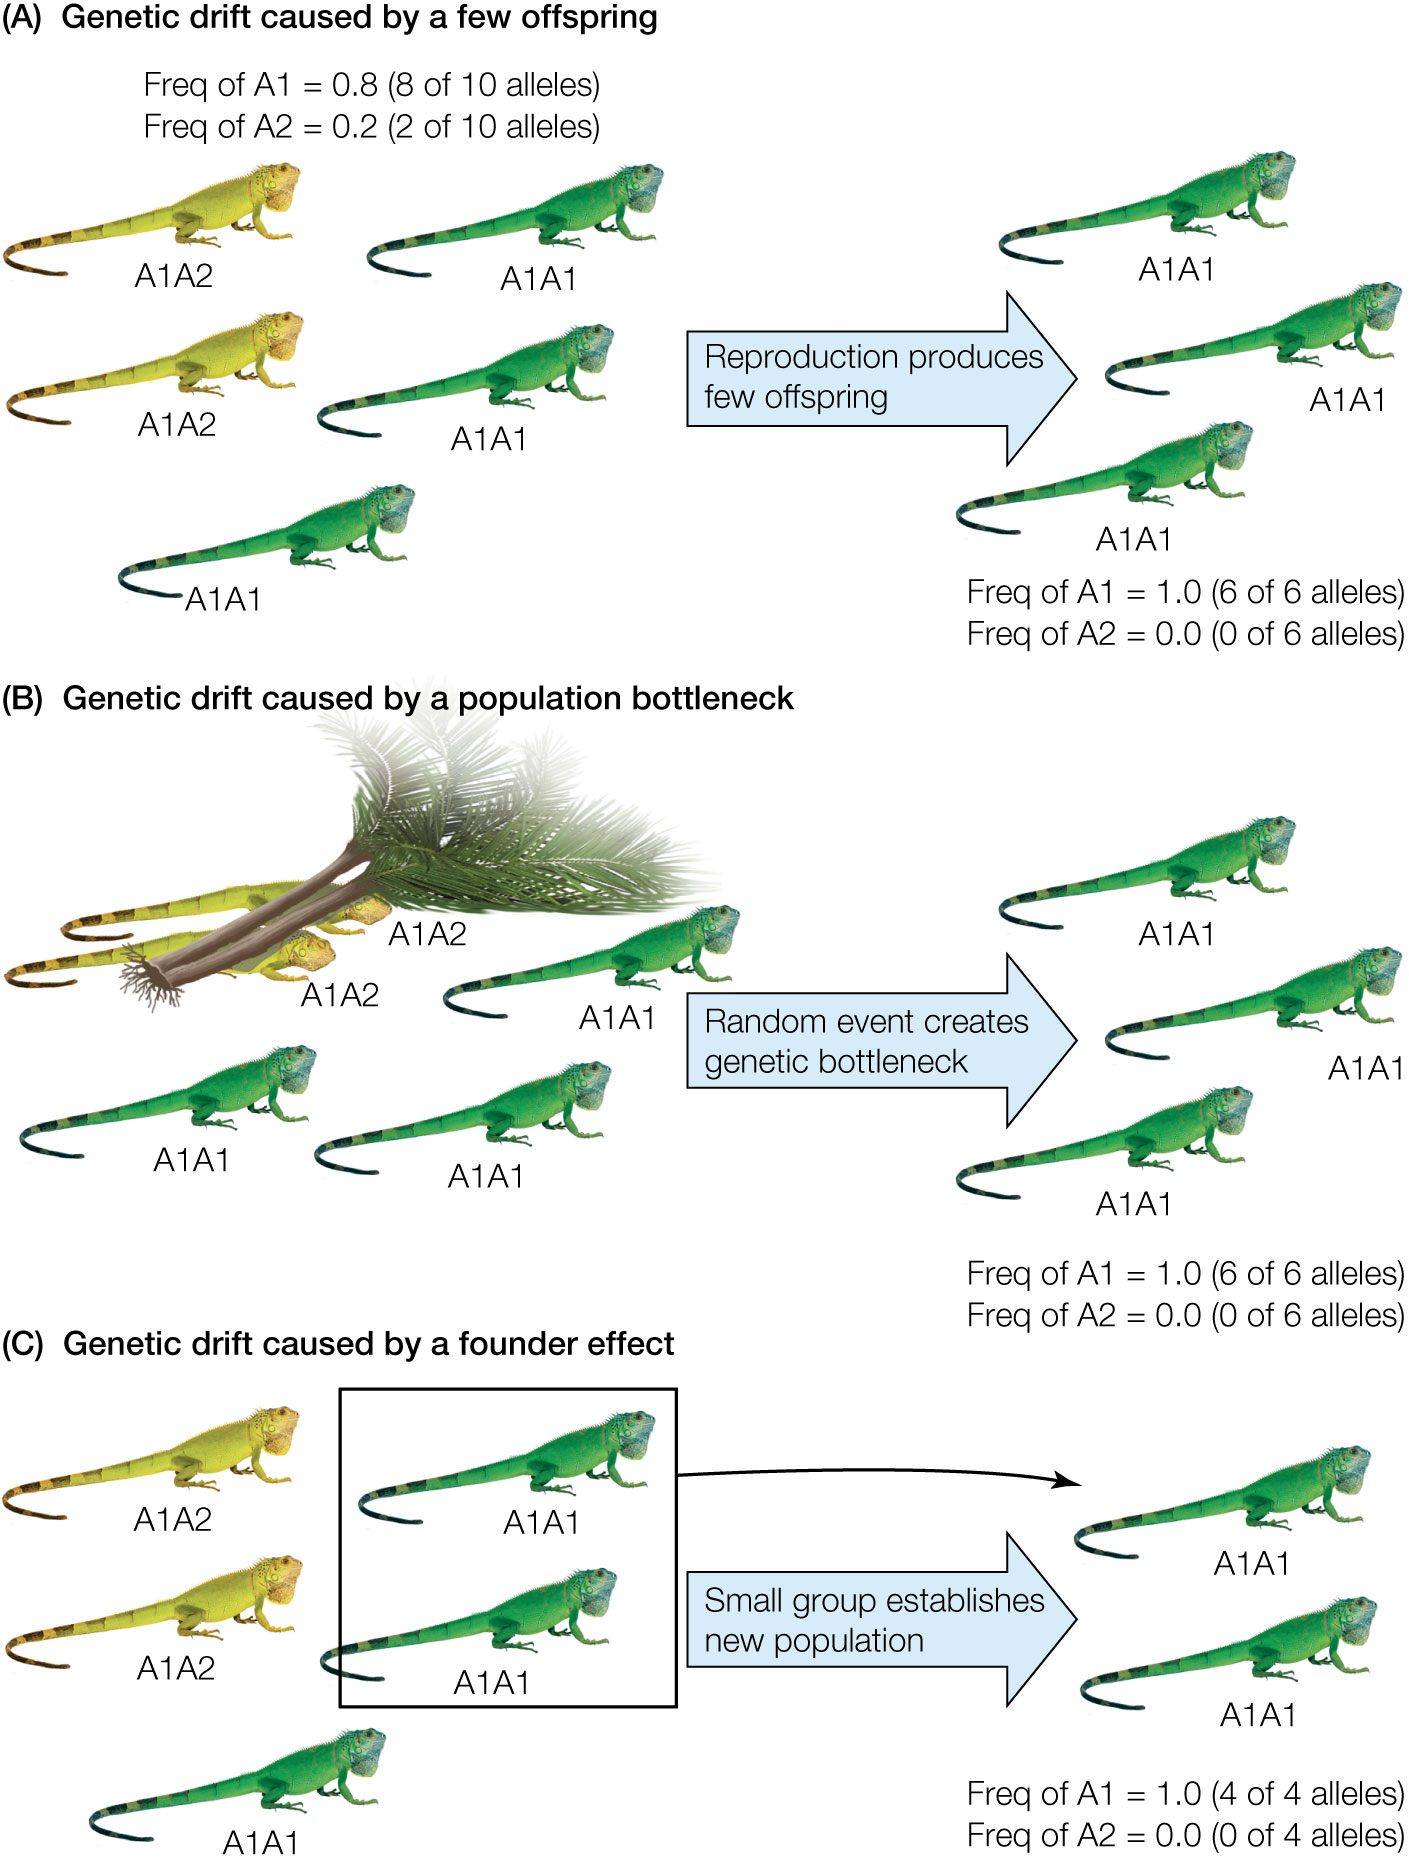 (A) Genetic drift caused by a few offspring
Freq of A1 = 0.8 (8 of 10 alleles)
Freq of A2 = 0.2 (2 of 10 alleles)
A1A2
A1A1
A1A1
A1A2
A1A1
A1A1
Reproduction produces
few offspring
A1A1
A1A1
Freq of A1 = 1.0 (6 of 6 alleles)
Freq of A2 = 0.0 (0 of 6 alleles)
(B) Genetic drift caused by a population bottleneck
A1A2
A1A2
A1A1
A1A1
A1A1
Random event creates
genetic bottleneck
A1A1
A1A1
A1A1
Freq of A1 = 1.0 (6 of 6 alleles)
Freq of A2 = 0.0 (0 of 6 alleles)
(C) Genetic drift caused by a founder effect
A1A2
A1A1
A1A2
A1A1
A1A1
Small group establishes
new population
A1A1
A1A1
Freq of A1 = 1.0 (4 of 4 alleles)
Freq of A2 = 0.0 (0 of 4 alleles)